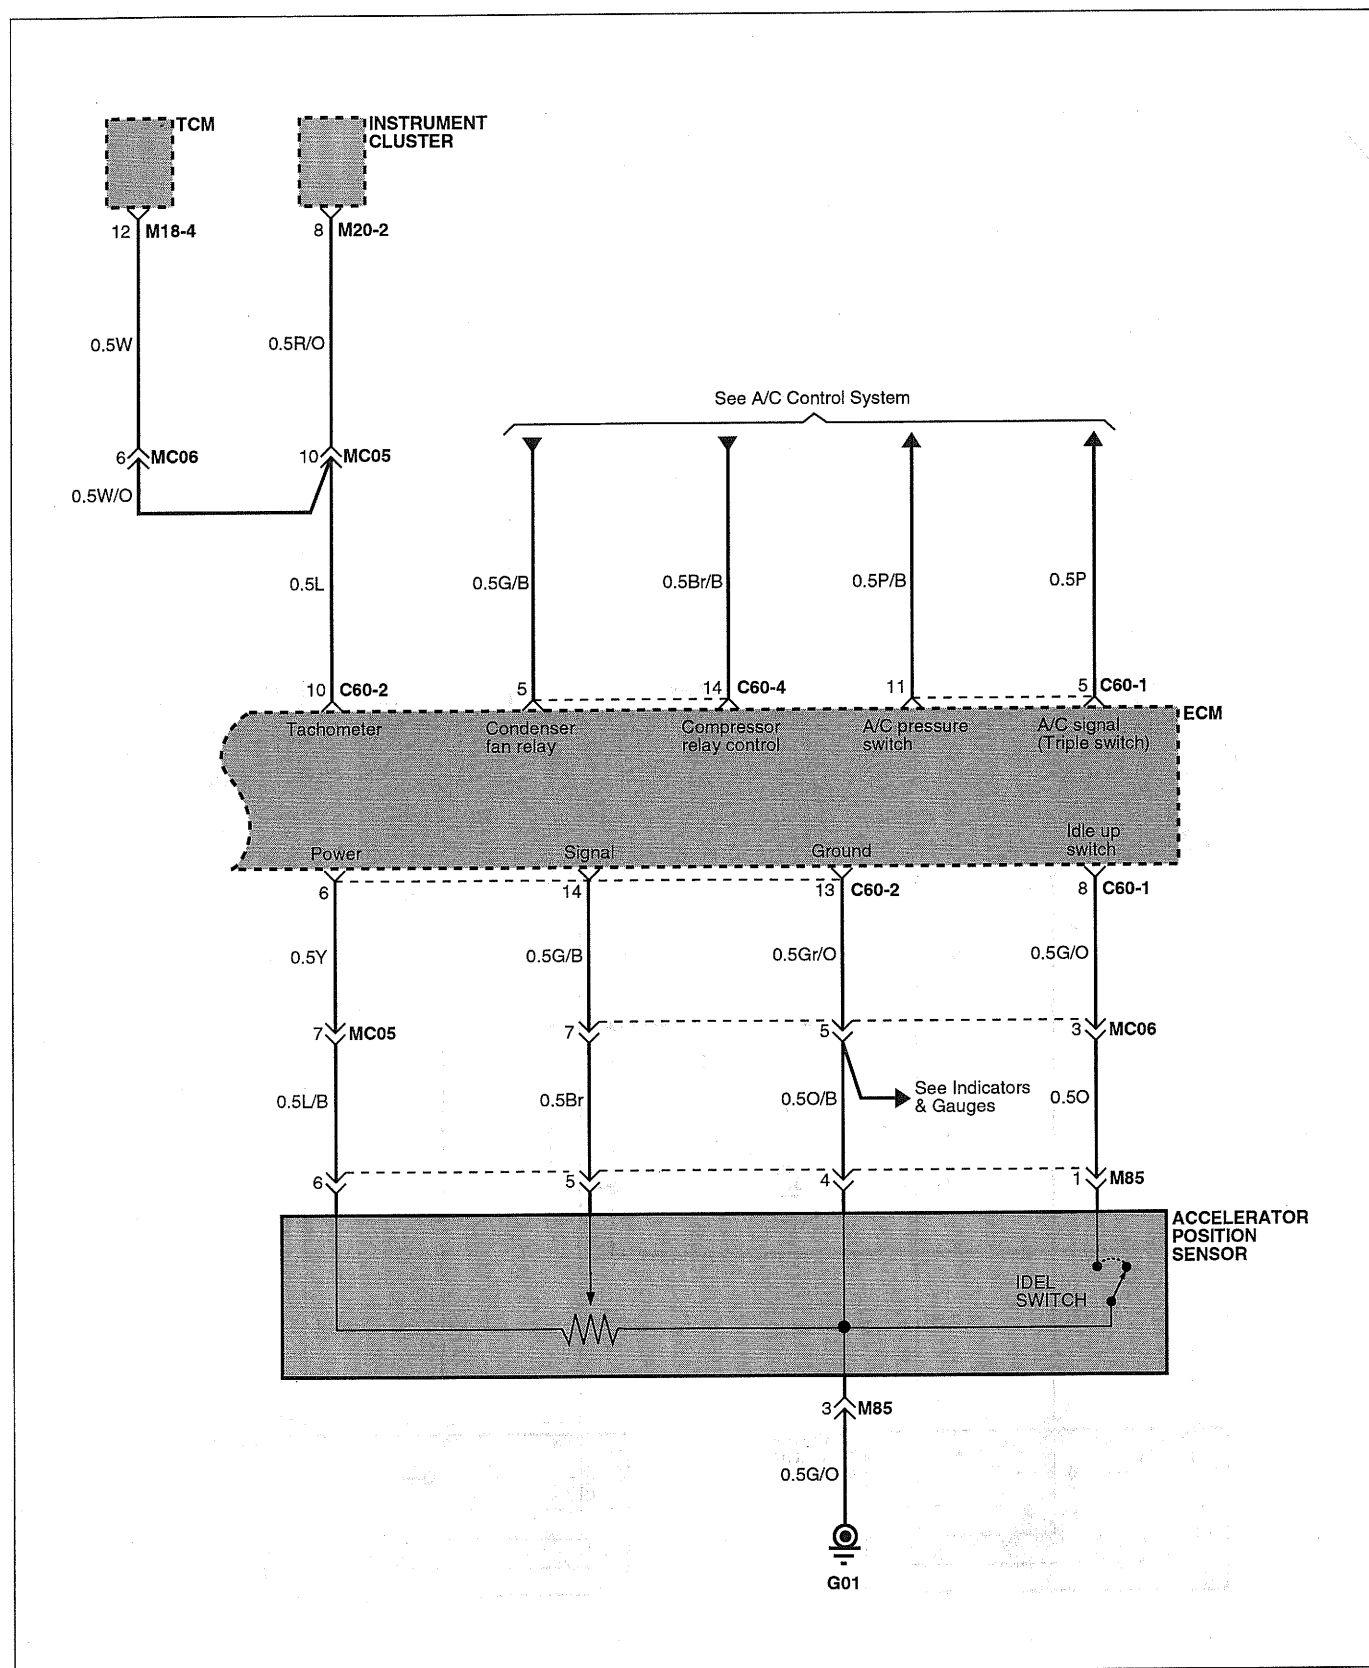 TCM
INSTRUMENT
CLUSTER
12 M18-4
8 M20-2
0.5W
0.5R/O
See A/C Control System
6 MC06
10 MC05
0.5W/O
0.5L
0.5G/B
0.5Br/B
0.5P/B
0.5P
10 C60-2
5
14 C60-4
11
5 C60-1
ECM
Tachometer
Condenser
fan relay
Compressor
relay control
A/C pressure
switch
A/C signal
(Triple switch)
Power
Signal
Ground
Idle up
switch
6
14
13 C60-2
8 C60-1
0.5Y
0.5G/B
0.5Gr/O
0.5G/O
7 MC05
7
5
3 MC06
0.5L/B
0.5Br
0.5O/B
See Indicators
& Gauges
0.5O
6
5
4
1 M85
ACCELERATOR
POSITION
SENSOR
IDEL
SWITCH
3 M85
0.5G/O
G01